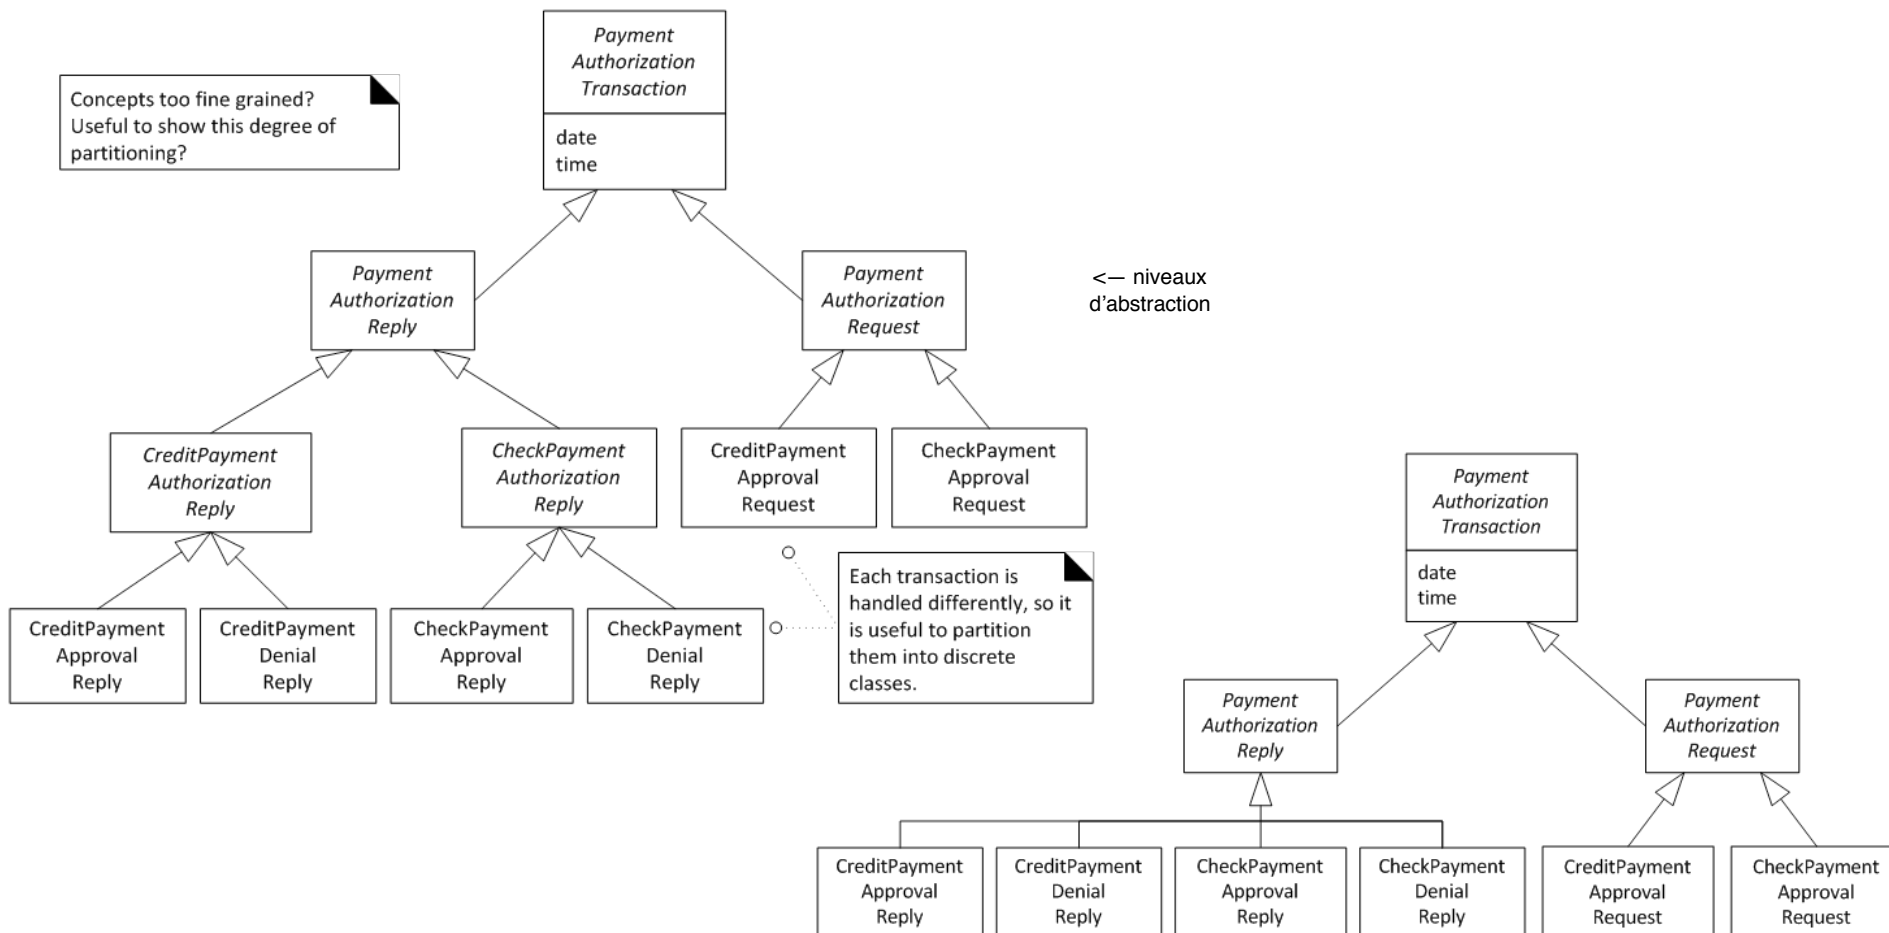 Payment
Authorization
Transaction
date
time
Concepts too fine grained?
Useful to show this degree of
partitioning?
Payment
Authorization
Reply
Payment
Authorization
Request
<— niveaux
d'abstraction
CreditPayment
Authorization
Reply
CheckPayment
Authorization
Reply
CreditPayment
Approval
Request
CheckPayment
Approval
Request
CreditPayment
Approval
Reply
CreditPayment
Denial
Reply
CheckPayment
Approval
Reply
CheckPayment
Denial
Reply
Each transaction is
handled differently, so it
is useful to partition
them into discrete
classes.
Payment
Authorization
Transaction
date
time
Payment
Authorization
Reply
Payment
Authorization
Request
CreditPayment
Approval
Reply
CreditPayment
Denial
Reply
CheckPayment
Approval
Reply
CheckPayment
Denial
Reply
CreditPayment
Approval
Request
CheckPayment
Approval
Request